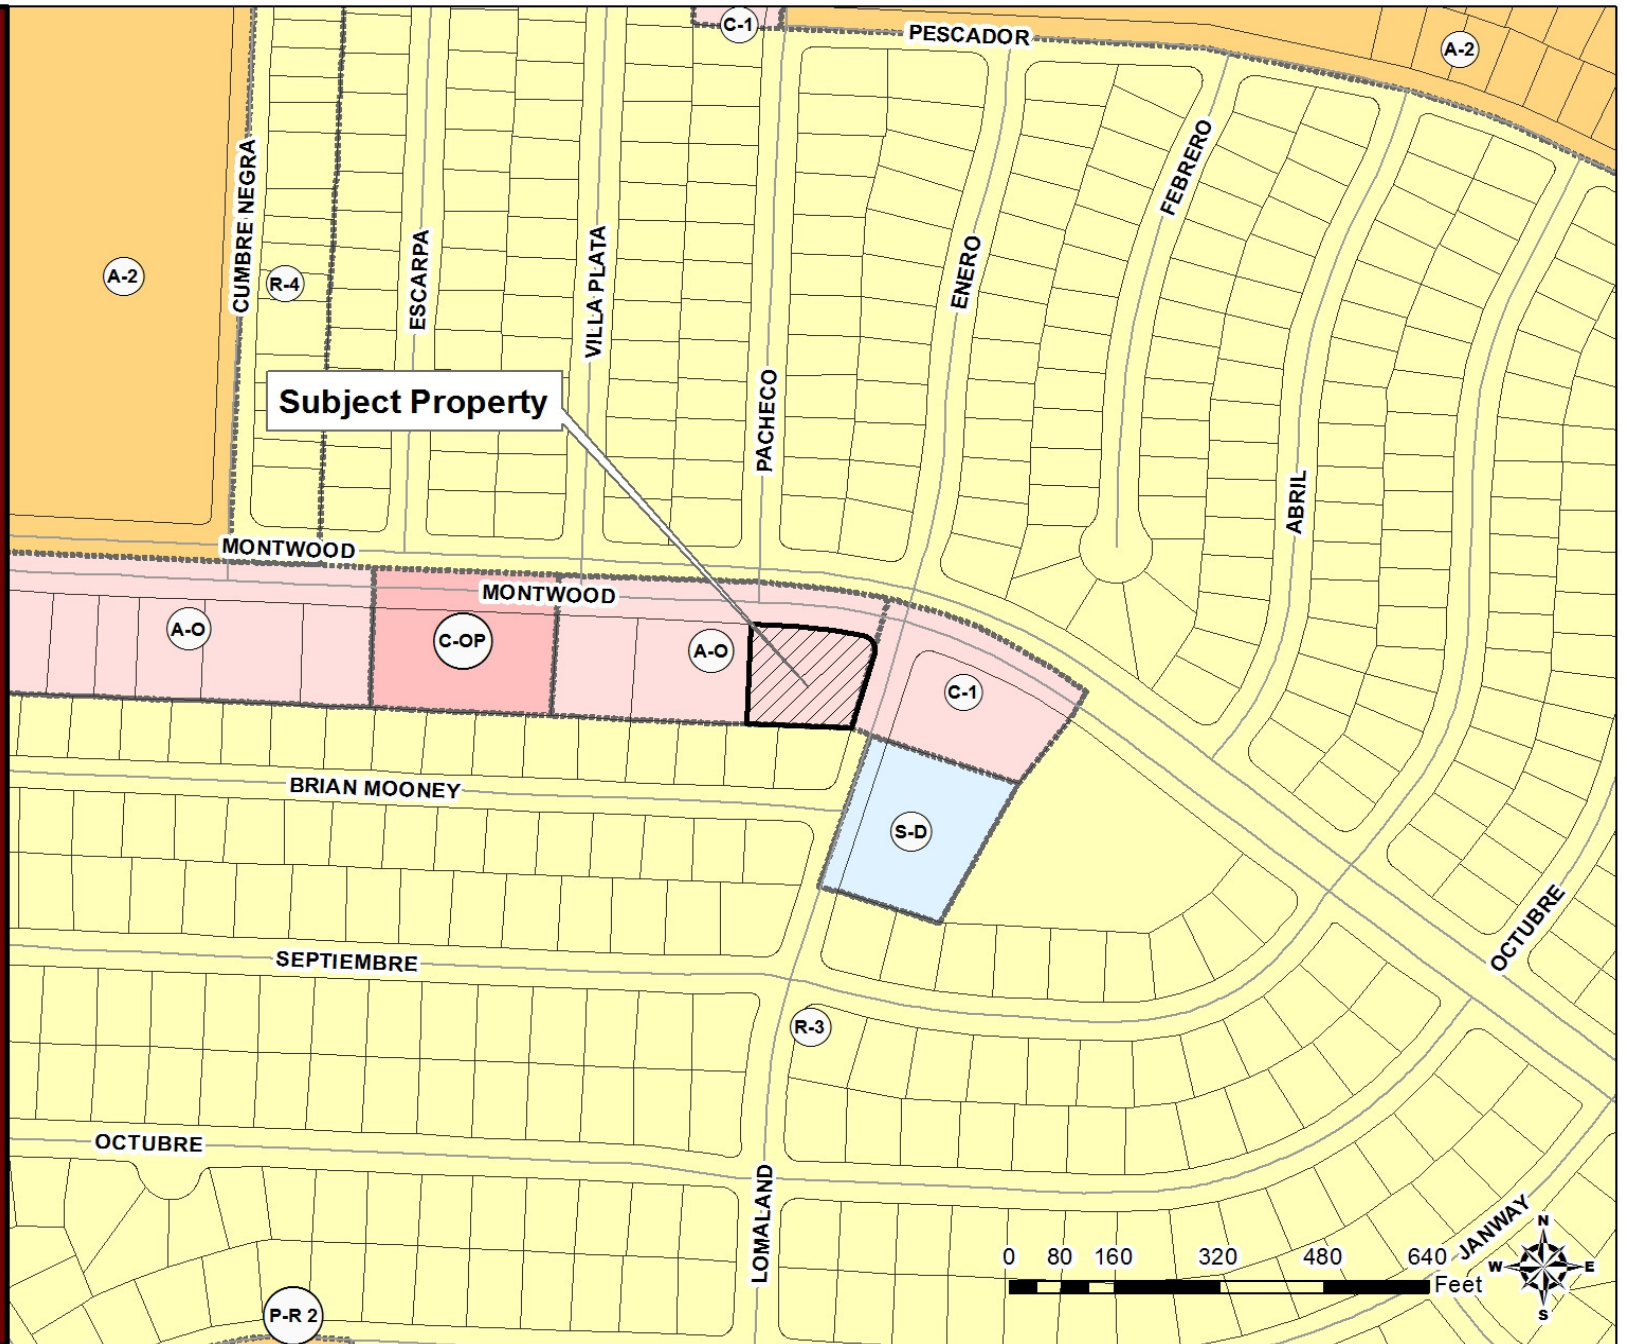 C-1
PESCADOR
A-2
FEBRERO
CUMBRE NEGRA
A-2
R-4
ESCARPA
VILLA PLATA
ENERO
Subject Property
PACHECO
ABRIL
MONTWOOD
MONTWOOD
A-O
C-OP
A-O
C-1
BRIAN MOONEY
S-D
OCTUBRE
SEPTIEMBRE
R-3
OCTUBRE
LOMALAND
JANWAY
N
0 80 160 320 480 640
Feet
W E
S
P-R 2